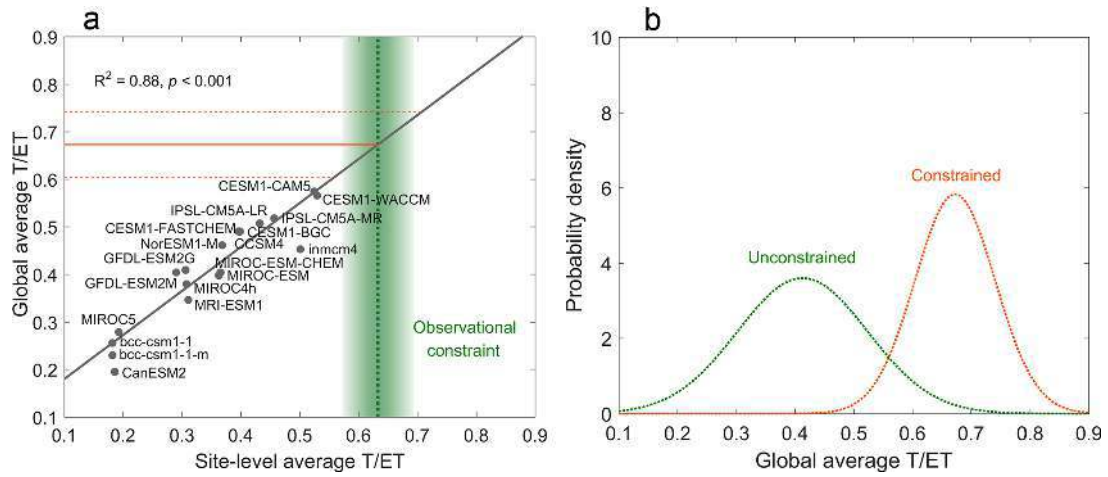 a
R² = 0.88, p < 0.001
Global average T/ET
0.9
0.8
0.7
0.6
0.5
0.4
0.3
0.2
0.1
CESM1-CAM5
CESM1-WACCM
IPSL-CM5A-LR
IPSL-CM5A-MR
CESM1-FASTCHEM
CESM1-BGC
NorESM1-M
CCSM4
inmcm4
GFDL-ESM2G
MIROC-ESM-CHEM
MIROC-ESM
GFDL-ESM2M
MIROC4h
MRI-ESM1
MIROC5
bcc-csm1-1
bcc-csm1-1-m
CanESM2
Observational
constraint
0.1 0.2 0.3 0.4 0.5 0.6 0.7 0.8 0.9
Site-level average T/ET
b
Probability density
10
8
6
4
2
0
Constrained
Unconstrained
0.1 0.2 0.3 0.4 0.5 0.6 0.7 0.8 0.9
Global average T/ET